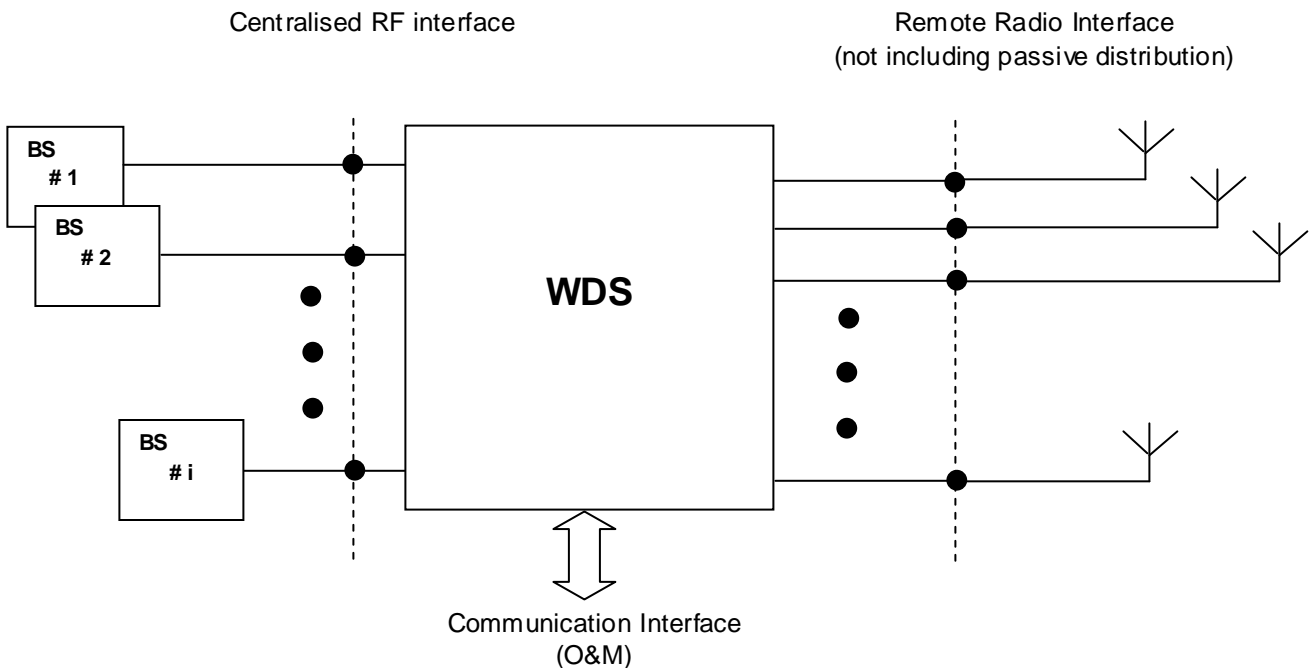 Centralised RF interface
Remote Radio Interface
(not including passive distribution)
BS
# 1
BS
# 2
WDS
BS
# i
Communication Interface
(O&M)